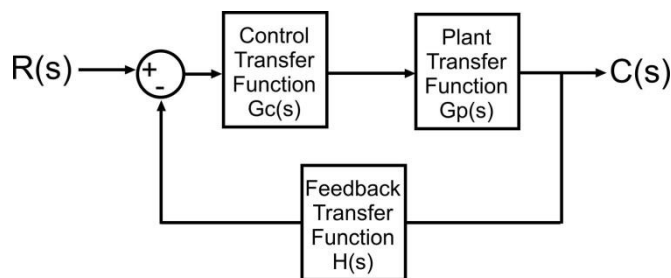 R(s)
+
-
Control
Transfer
Function
Gc(s)
Plant
Transfer
Function
Gp(s)
C(s)
Feedback
Transfer
Function
H(s)